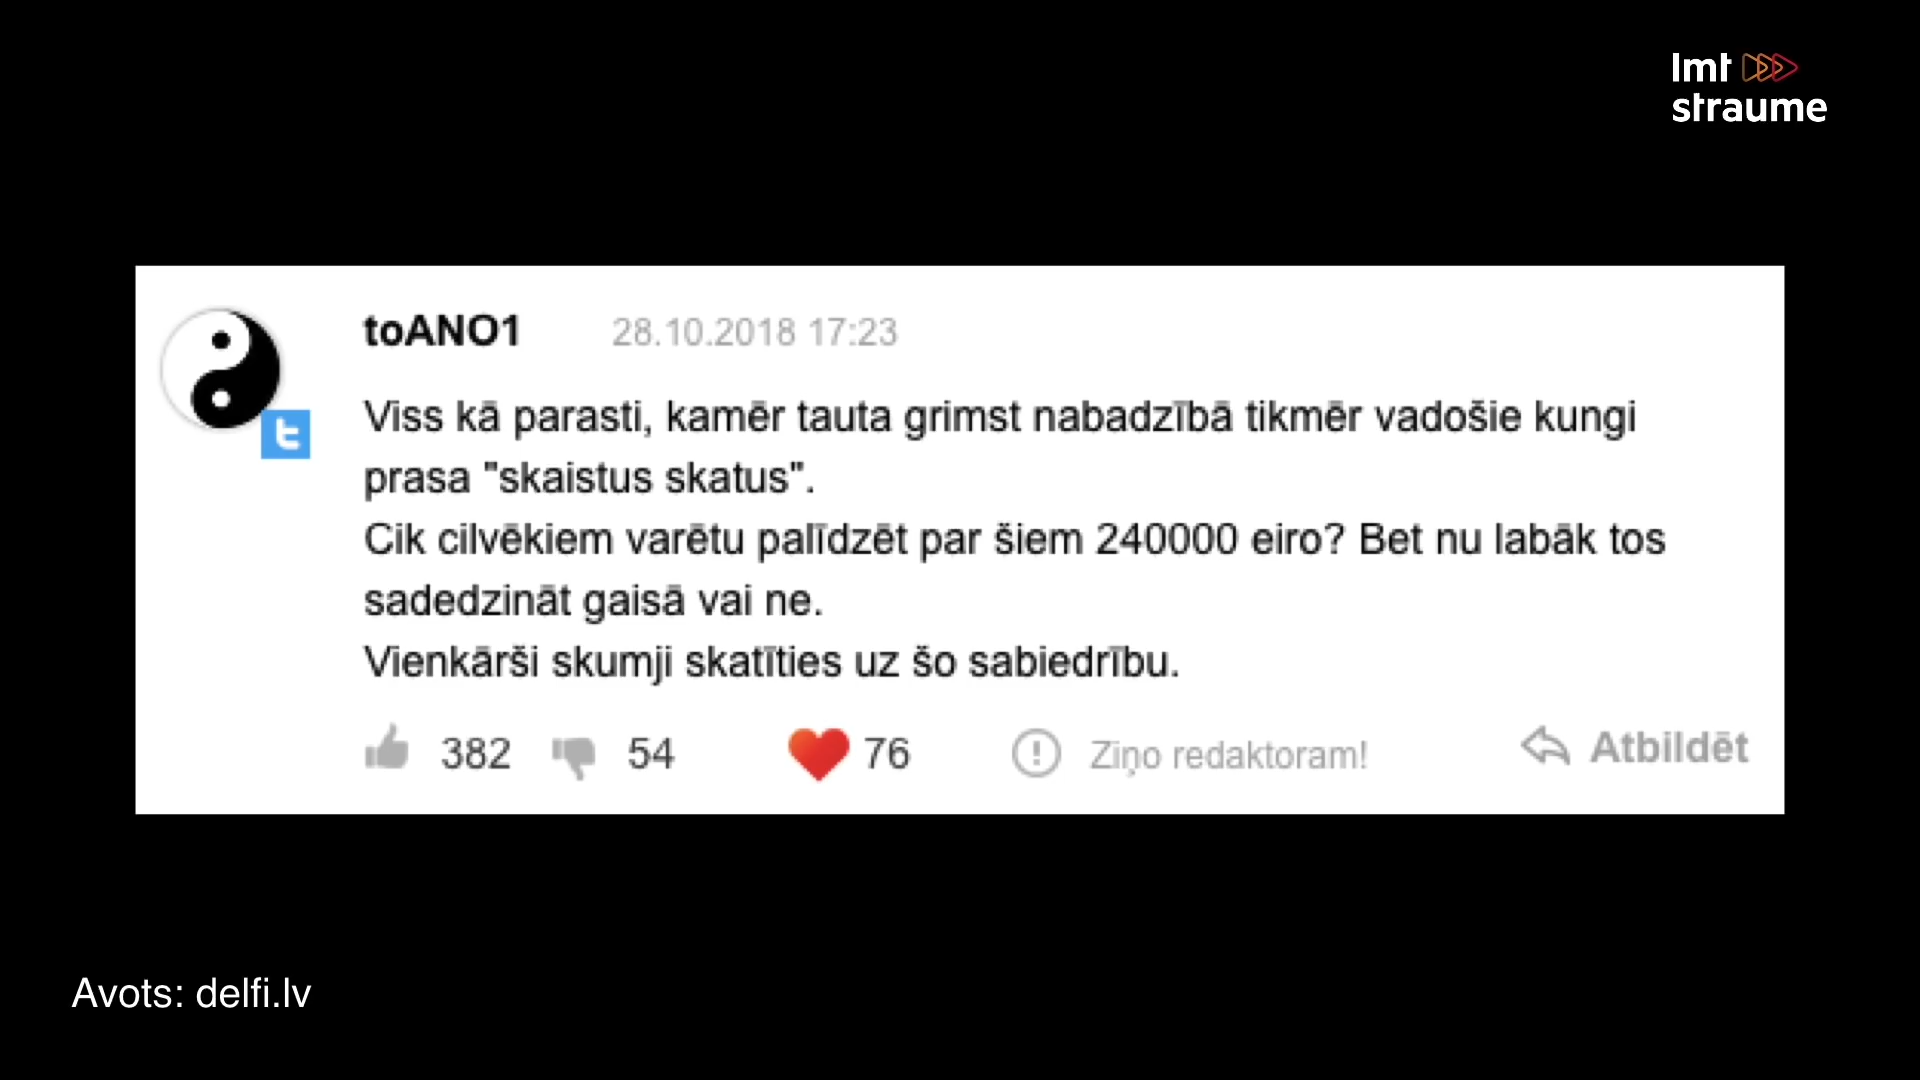 lmt
straume
toANO1 28.10.2018 17:23
Viss kā parasti, kamēr tauta grimst nabadzībā tikmēr vadošie kungi
prasa "skaistus skatus".
Cik cilvēkiem varētu palīdzēt par šiem 240000 eiro? Bet nu labāk tos
sadedzināt gaisā vai ne.
Vienkārši skumji skatīties uz šo sabiedrību.
382 54 76 Ziņo redaktoram! Atbildēt
Avots: delfi.lv